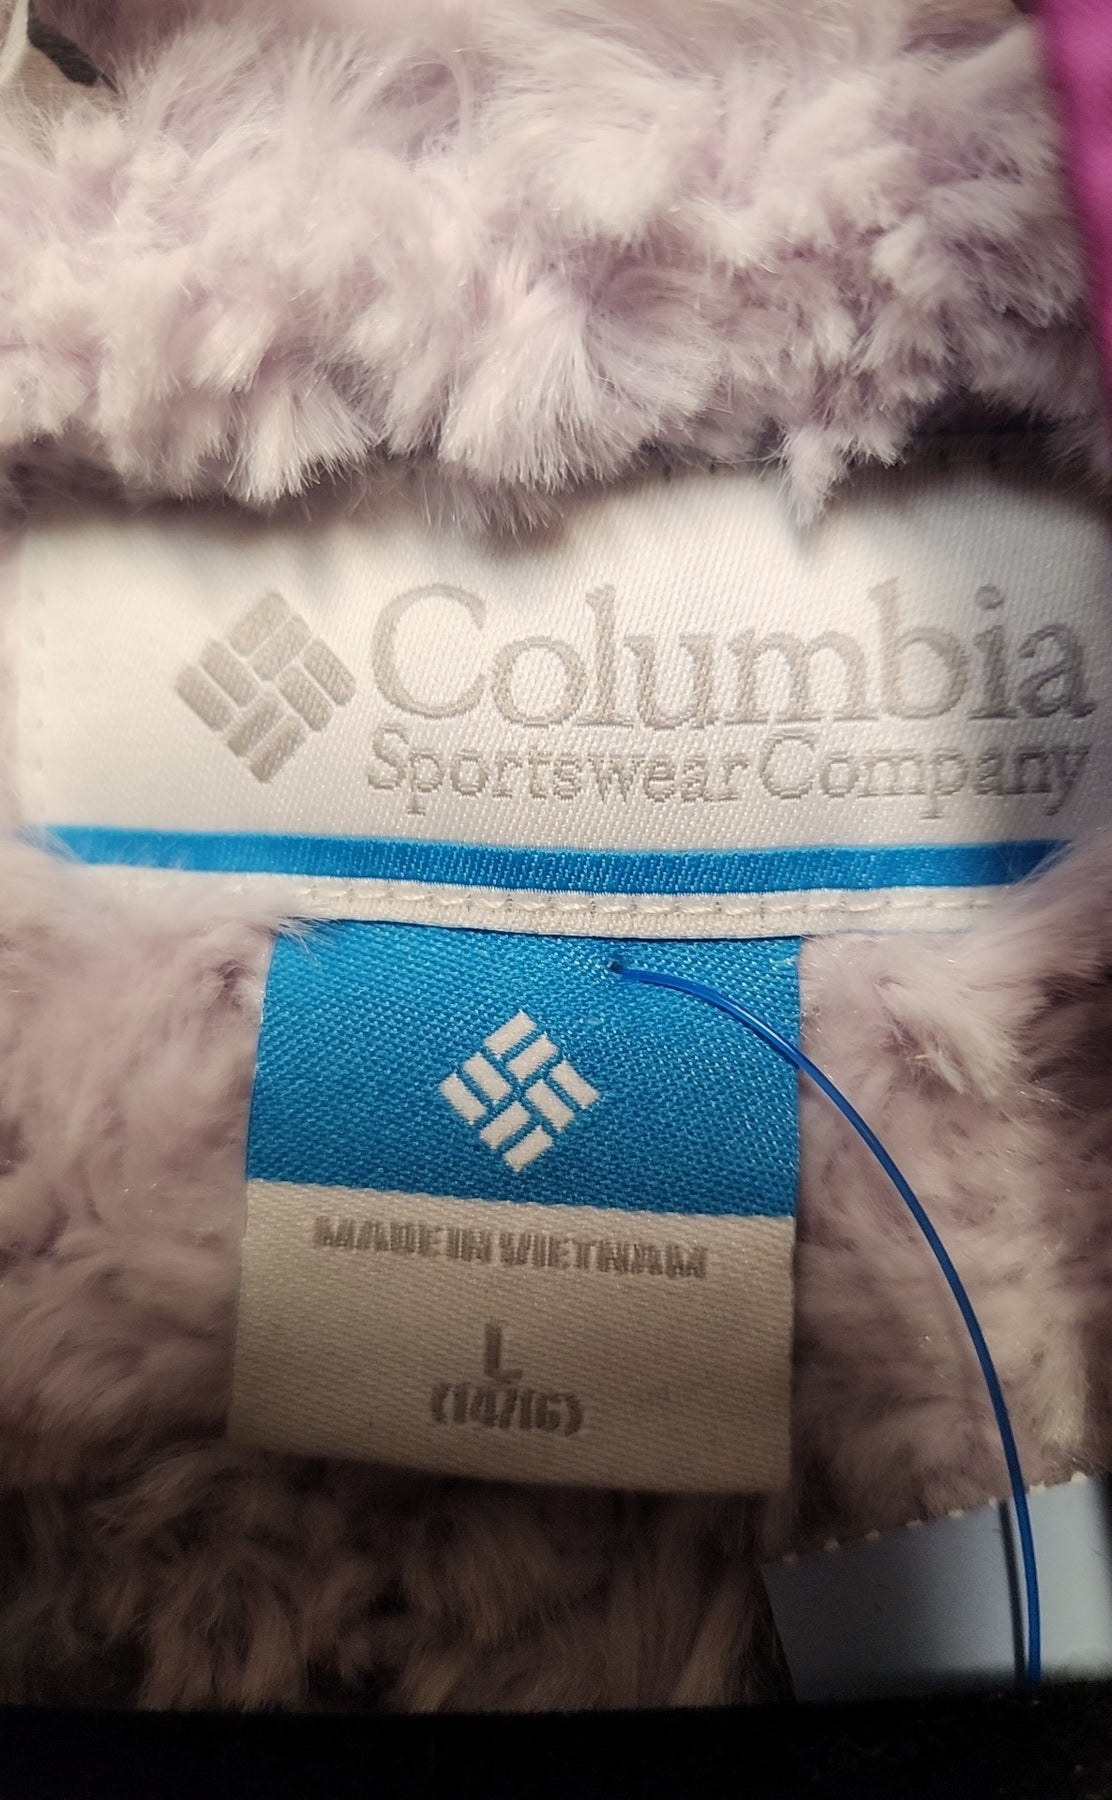 Columbia
Sportswear Company
MADE IN VIETNAM
L
(14/16)